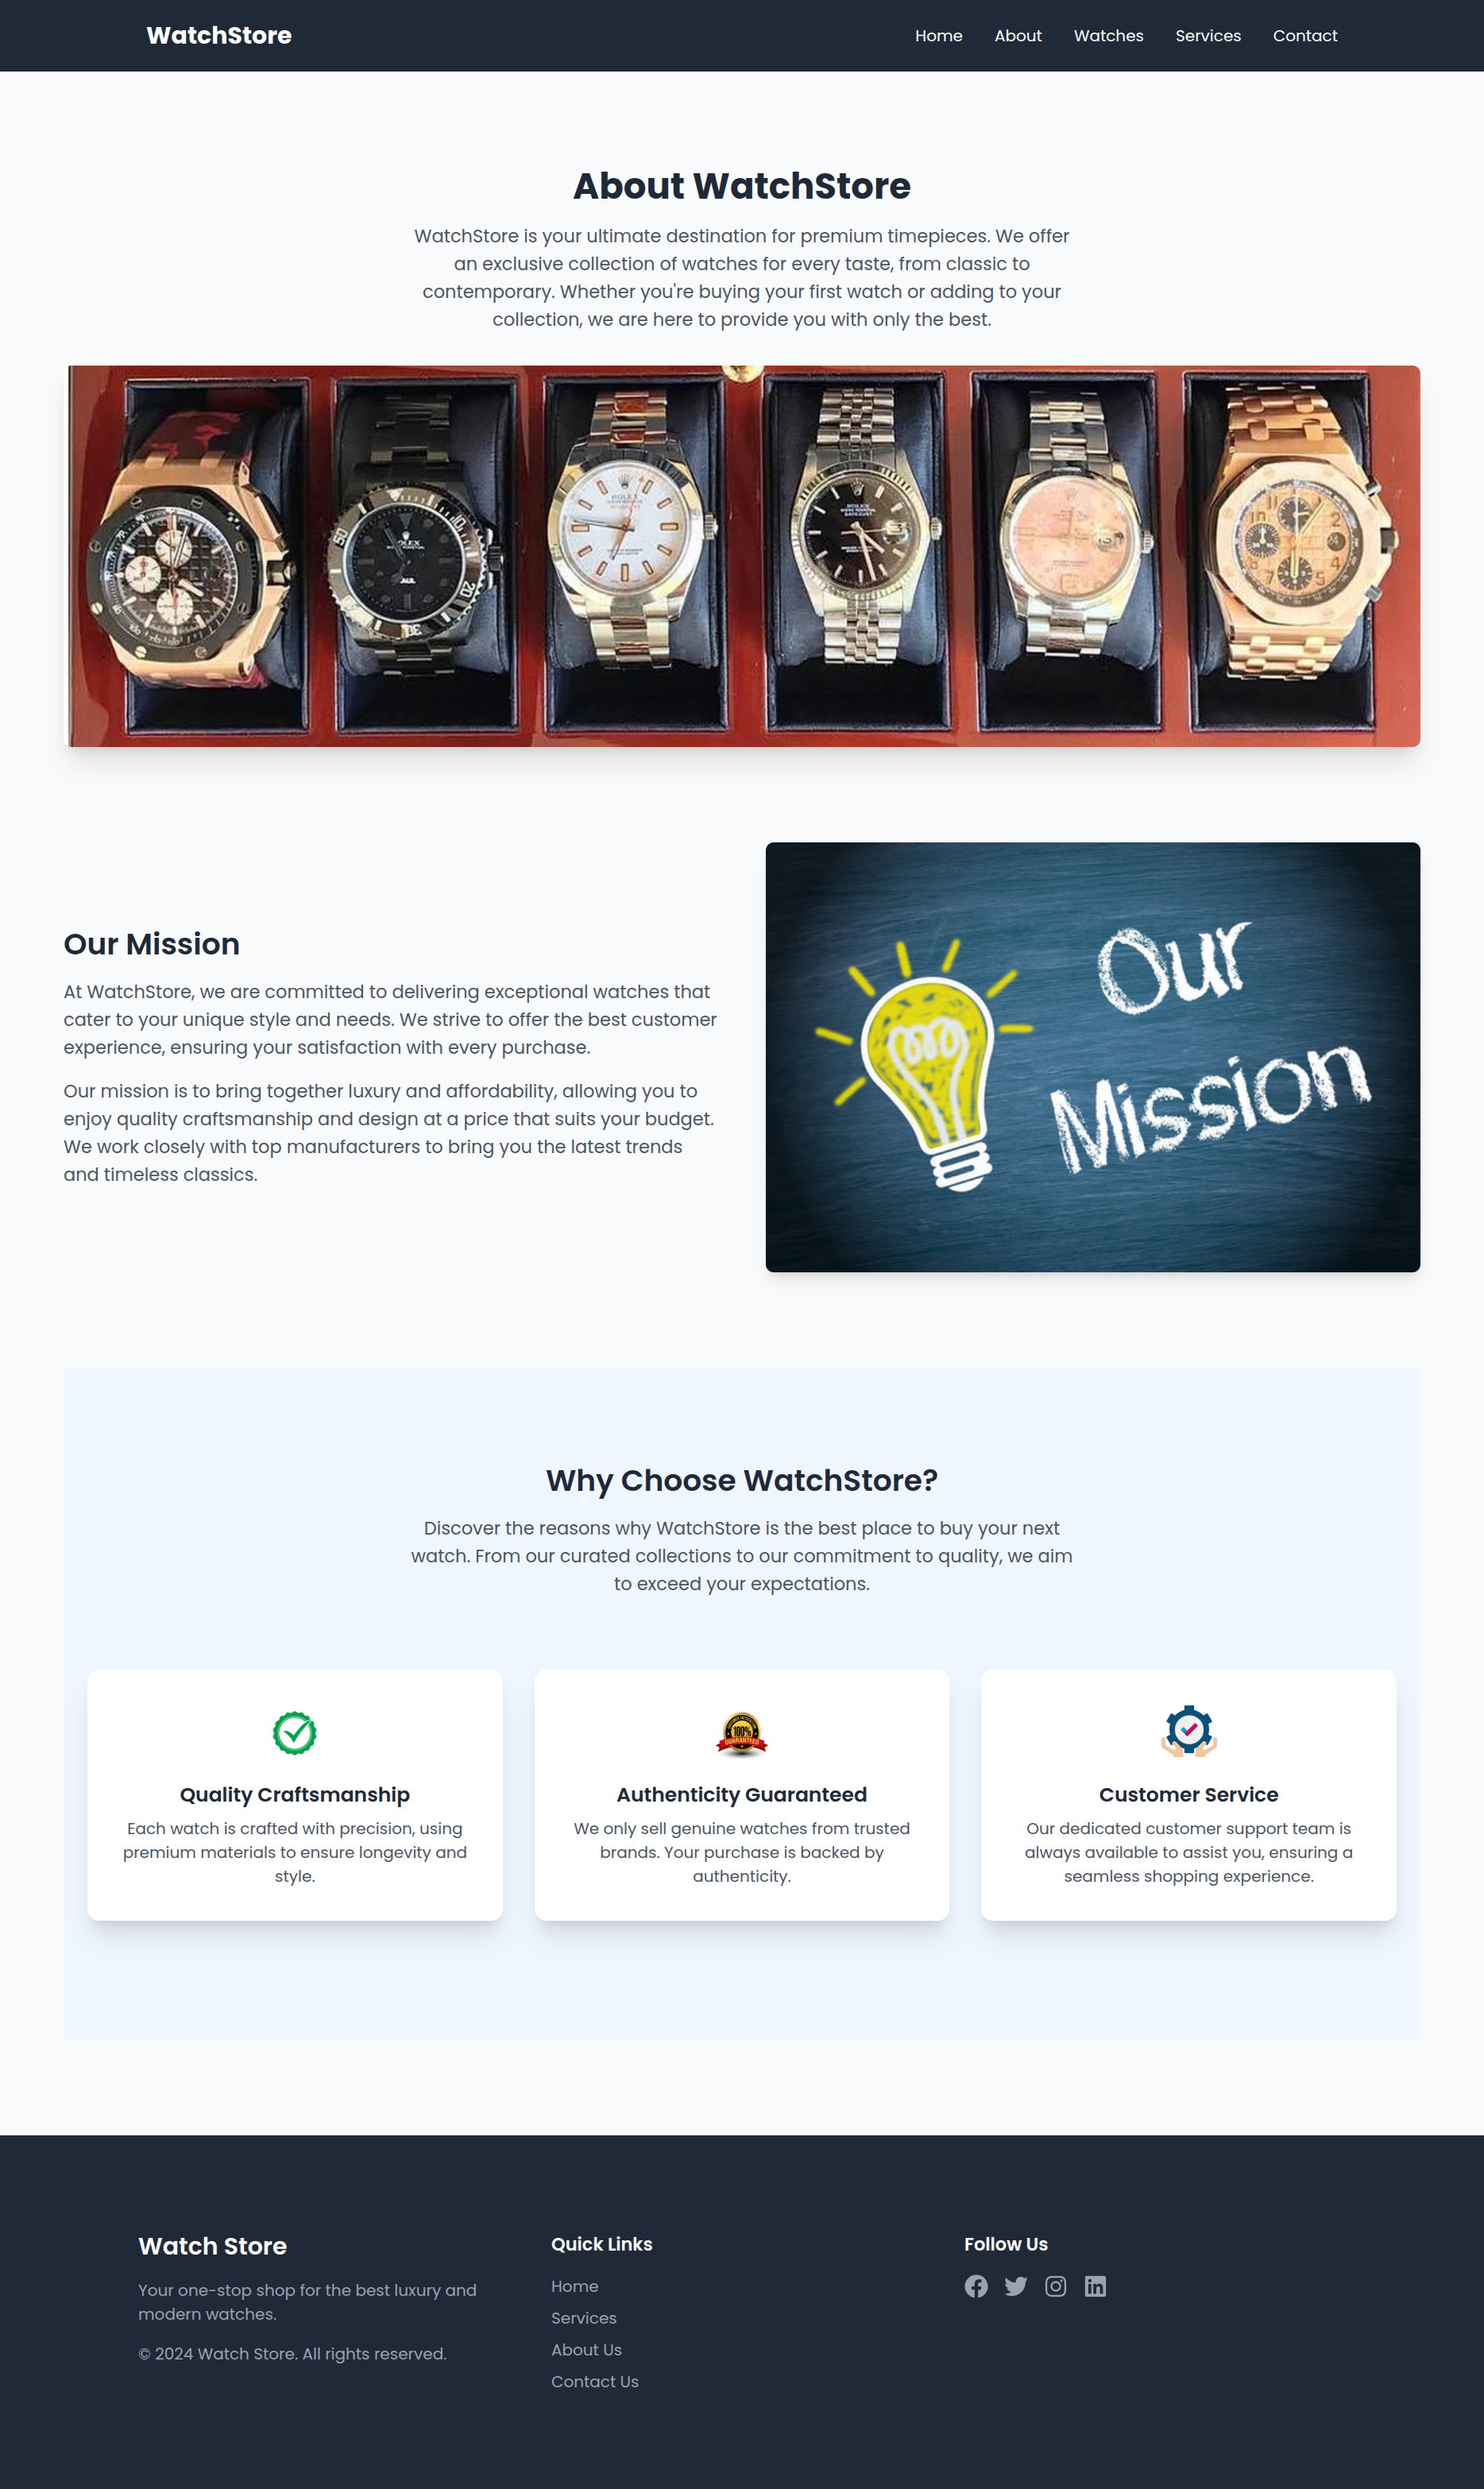 WatchStore
Home
About
Watches
Services
Contact
About WatchStore
WatchStore is your ultimate destination for premium timepieces. We offer
an exclusive collection of watches for every taste, from classic to
contemporary. Whether you're buying your first watch or adding to your
collection, we are here to provide you with only the best.
ROLEX
ROLEX
Our Mission
At WatchStore, we are committed to delivering exceptional watches that
cater to your unique style and needs. We strive to offer the best customer
experience, ensuring your satisfaction with every purchase.
Our mission is to bring together luxury and affordability, allowing you to
enjoy quality craftsmanship and design at a price that suits your budget.
We work closely with top manufacturers to bring you the latest trends
and timeless classics.
Our
Mission
Why Choose WatchStore?
Discover the reasons why WatchStore is the best place to buy your next
watch. From our curated collections to our commitment to quality, we aim
to exceed your expectations.
100%
GUARANTEED
Quality Craftsmanship
Each watch is crafted with precision, using
premium materials to ensure longevity and
style.
Authenticity Guaranteed
We only sell genuine watches from trusted
brands. Your purchase is backed by
authenticity.
Customer Service
Our dedicated customer support team is
always available to assist you, ensuring a
seamless shopping experience.
Watch Store
Your one-stop shop for the best luxury and
modern watches.
© 2024 Watch Store. All rights reserved.
Quick Links
Home
Services
About Us
Contact Us
Follow Us